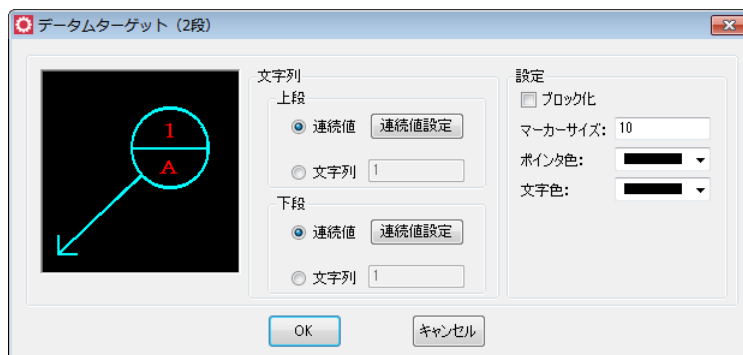 データムターゲット（2段）
1
A
文字列
上段
連続値 連続値設定
文字列 1
下段
連続値 連続値設定
文字列 1
設定
ブロック化
マーカーサイズ: 10
ポインタ色:
文字色:
OK キャンセル